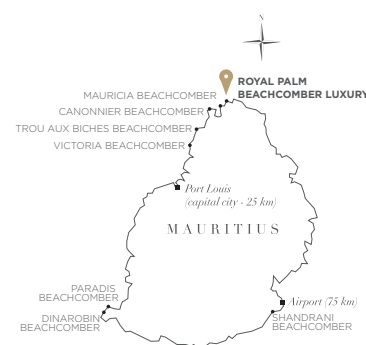 N
ROYAL PALM
BEACHCOMBER LUXURY
MAURICIA BEACHCOMBER
CANONNIER BEACHCOMBER
TROU AUX BICHES BEACHCOMBER
VICTORIA BEACHCOMBER
Port Louis
(capital city - 25 km)
MAURITIUS
PARADIS
BEACHCOMBER
DINAROBIN
BEACHCOMBER
Airport (75 km)
SHANDRANI
BEACHCOMBER